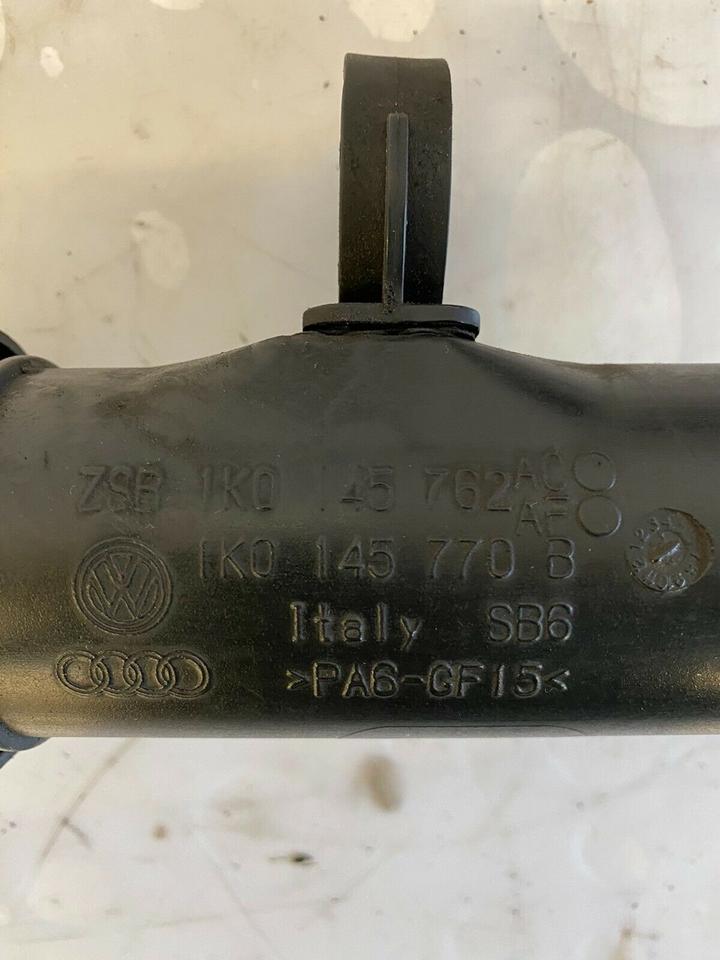 ZSB 1K0 145 762 AC
AF
1K0 145 770 B
Italy SB6
>PA6-GF15<